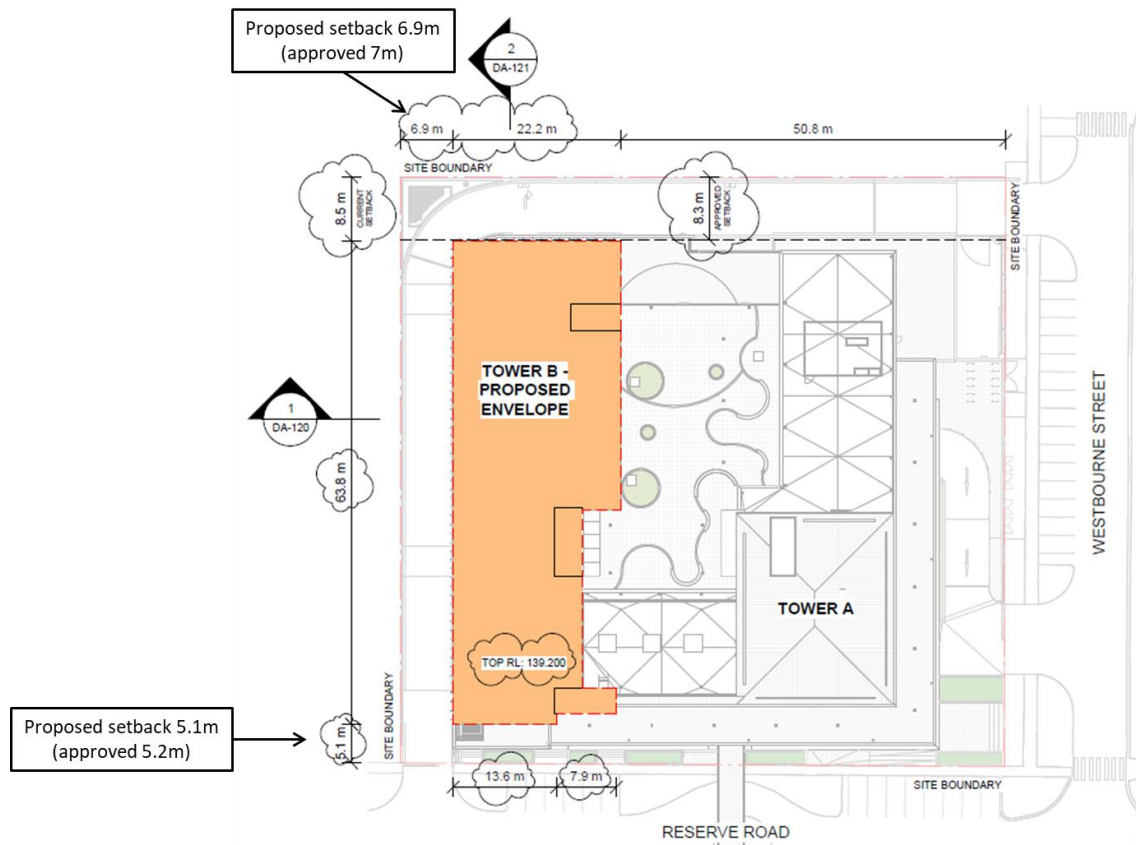 Proposed setback 6.9m
(approved 7m)
2
DA-121
6.9 m
22.2 m
50.8 m
SITE BOUNDARY
8.5 m
CURRENT
SETBACK
8.3 m
APPROVED
SETBACK
SITE BOUNDARY
TOWER B -
PROPOSED
ENVELOPE
1
DA-120
63.8 m
WESTBOURNE STREET
TOWER A
TOP RL: 139.200
SITE BOUNDARY
Proposed setback 5.1m
(approved 5.2m)
5.1 m
13.6 m
7.9 m
SITE BOUNDARY
RESERVE ROAD